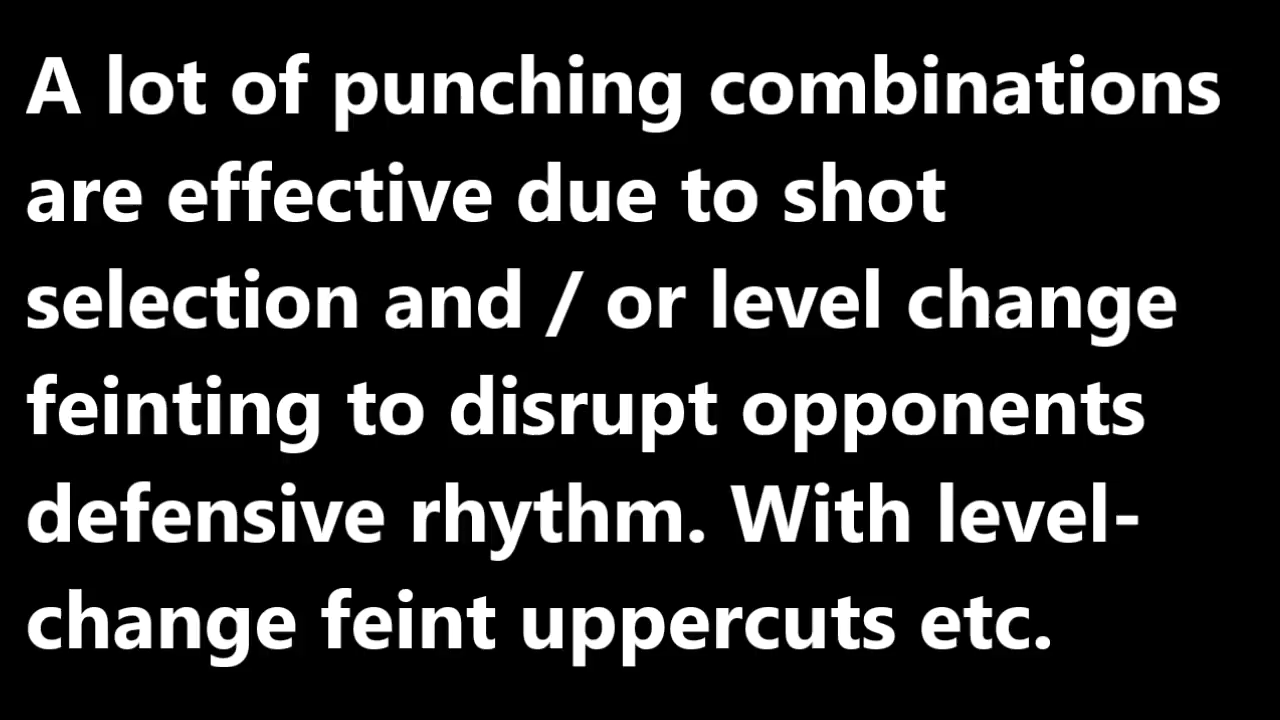 A lot of punching combinations
are effective due to shot
selection and / or level change
feinting to disrupt opponents
defensive rhythm. With level-
change feint uppercuts etc.